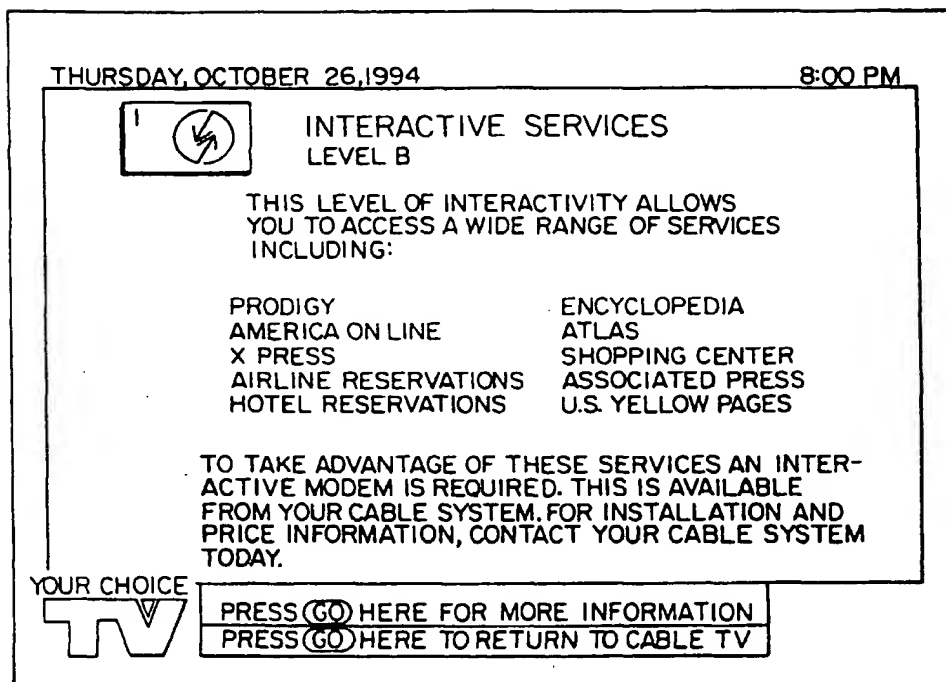 THURSDAY, OCTOBER 26,1994 8:00 PM
1
INTERACTIVE SERVICES
LEVEL B
THIS LEVEL OF INTERACTIVITY ALLOWS
YOU TO ACCESS A WIDE RANGE OF SERVICES
INCLUDING:
PRODIGY ENCYCLOPEDIA
AMERICA ON LINE ATLAS
X PRESS SHOPPING CENTER
AIRLINE RESERVATIONS ASSOCIATED PRESS
HOTEL RESERVATIONS U.S. YELLOW PAGES
TO TAKE ADVANTAGE OF THESE SERVICES AN INTER-
ACTIVE MODEM IS REQUIRED. THIS IS AVAILABLE
FROM YOUR CABLE SYSTEM. FOR INSTALLATION AND
PRICE INFORMATION, CONTACT YOUR CABLE SYSTEM
TODAY.
YOUR CHOICE
TV
PRESS GO HERE FOR MORE INFORMATION
PRESS GO HERE TO RETURN TO CABLE TV